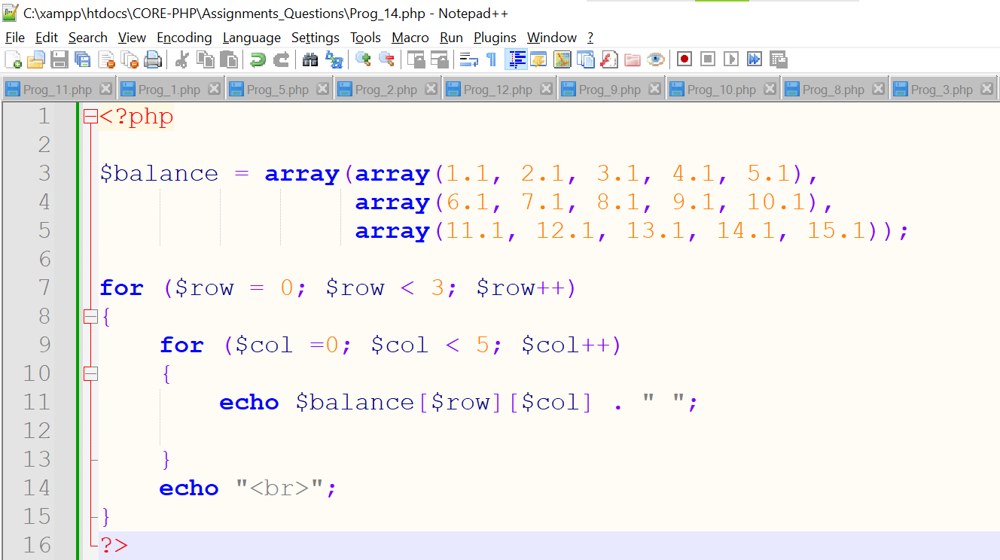 C:\xampp\htdocs\CORE-PHP\Assignments_Questions\Prog_14.php - Notepad++
File Edit Search View Encoding Language Settings Tools Macro Run Plugins Window ?
Prog_11.php Prog_1.php Prog_5.php Prog_2.php Prog_12.php Prog_9.php Prog_10.php Prog_8.php Prog_3.php
1 <?php
2
3 $balance = array(array(1.1, 2.1, 3.1, 4.1, 5.1),
4 array(6.1, 7.1, 8.1, 9.1, 10.1),
5 array(11.1, 12.1, 13.1, 14.1, 15.1));
6
7 for ($row = 0; $row < 3; $row++)
8 {
9 for ($col =0; $col < 5; $col++)
10 {
11 echo $balance[$row][$col] . " ";
12
13 }
14 echo "<br>";
15 }
16 ?>